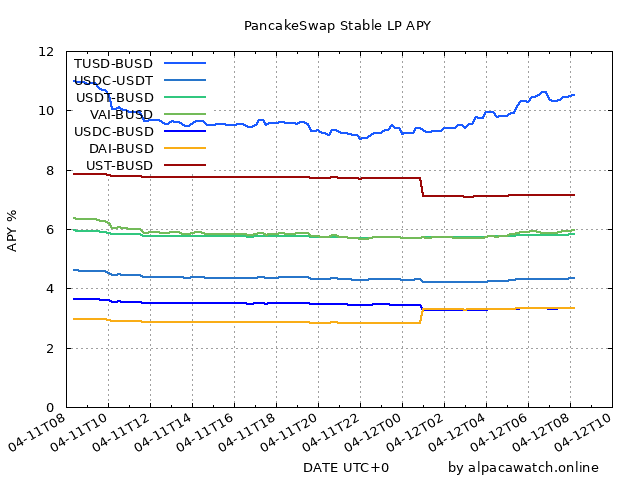 PancakeSwap Stable LP APY
APY %
12
10
8
6
4
2
0
TUSD-BUSD
USDC-USDT
USDT-BUSD
VAI-BUSD
USDC-BUSD
DAI-BUSD
UST-BUSD
04-11T08
04-11T10
04-11T12
04-11T14
04-11T16
04-11T18
04-11T20
04-11T22
04-12T00
04-12T02
04-12T04
04-12T06
04-12T08
04-12T10
DATE UTC+0
by alpacawatch.online